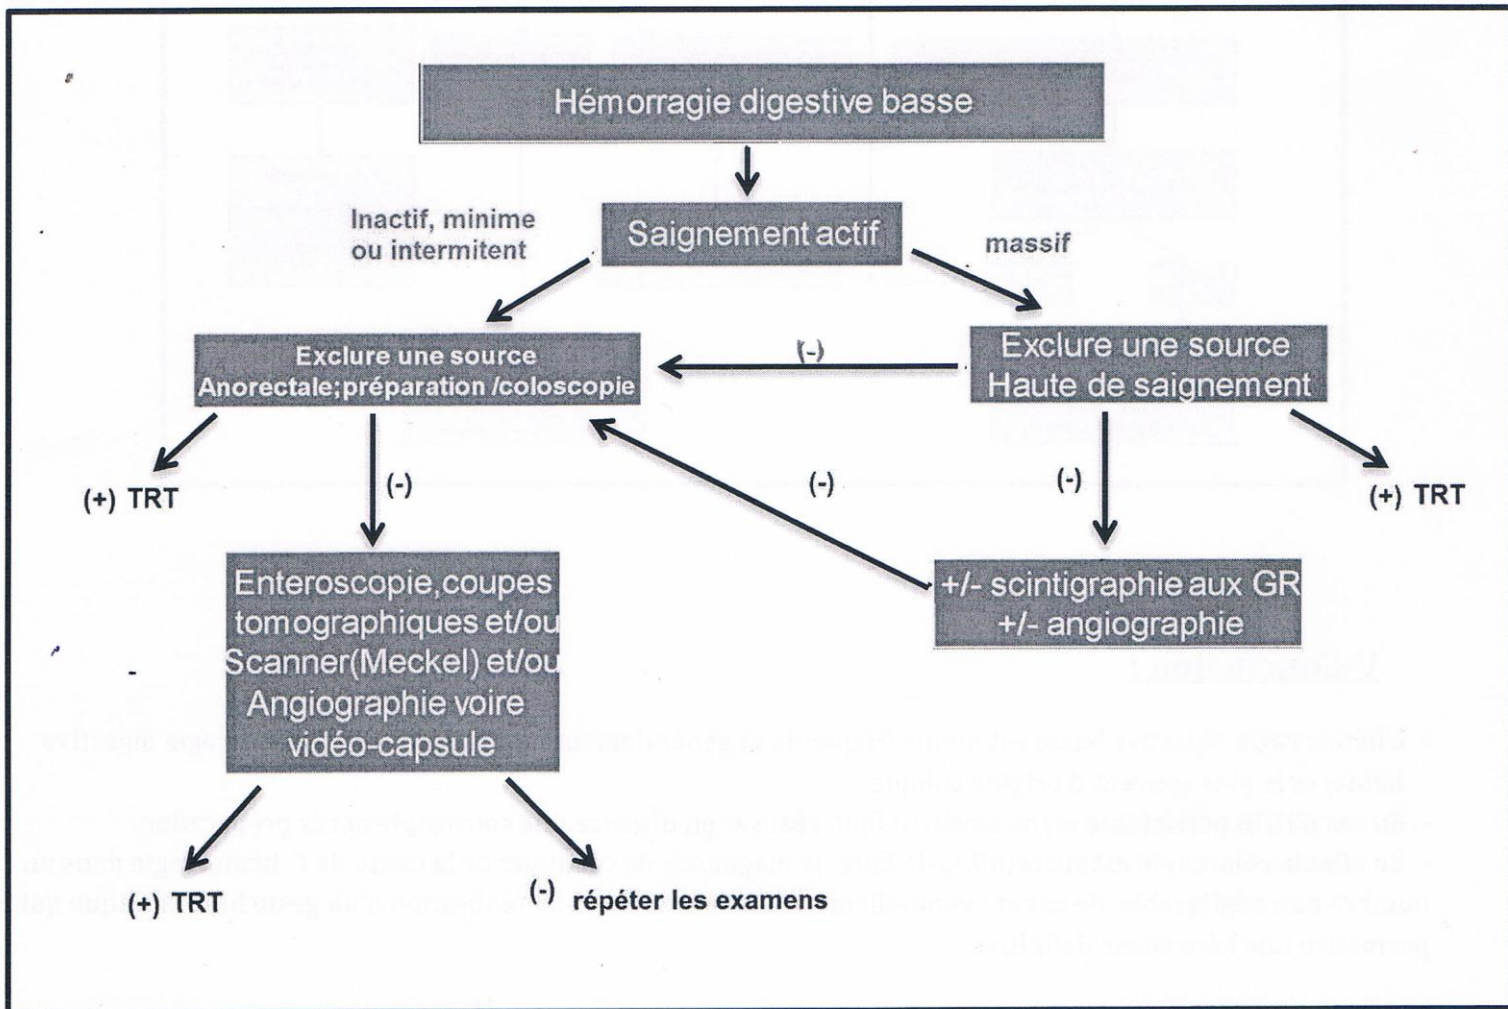 Hémorragie digestive basse
Saignement actif
Inactif, minime
ou intermitent
massif
Exclure une source
Anorectale;préparation /coloscopie
(-)
Exclure une source
Haute de saignement
(+) TRT
(-)
(-)
(-)
(+) TRT
Enteroscopie,coupes
tomographiques et/ou
Scanner(Meckel) et/ou
Angiographie voire
vidéo-capsule
+/- scintigraphie aux GR
+/- angiographie
(+) TRT
(-) répéter les examens